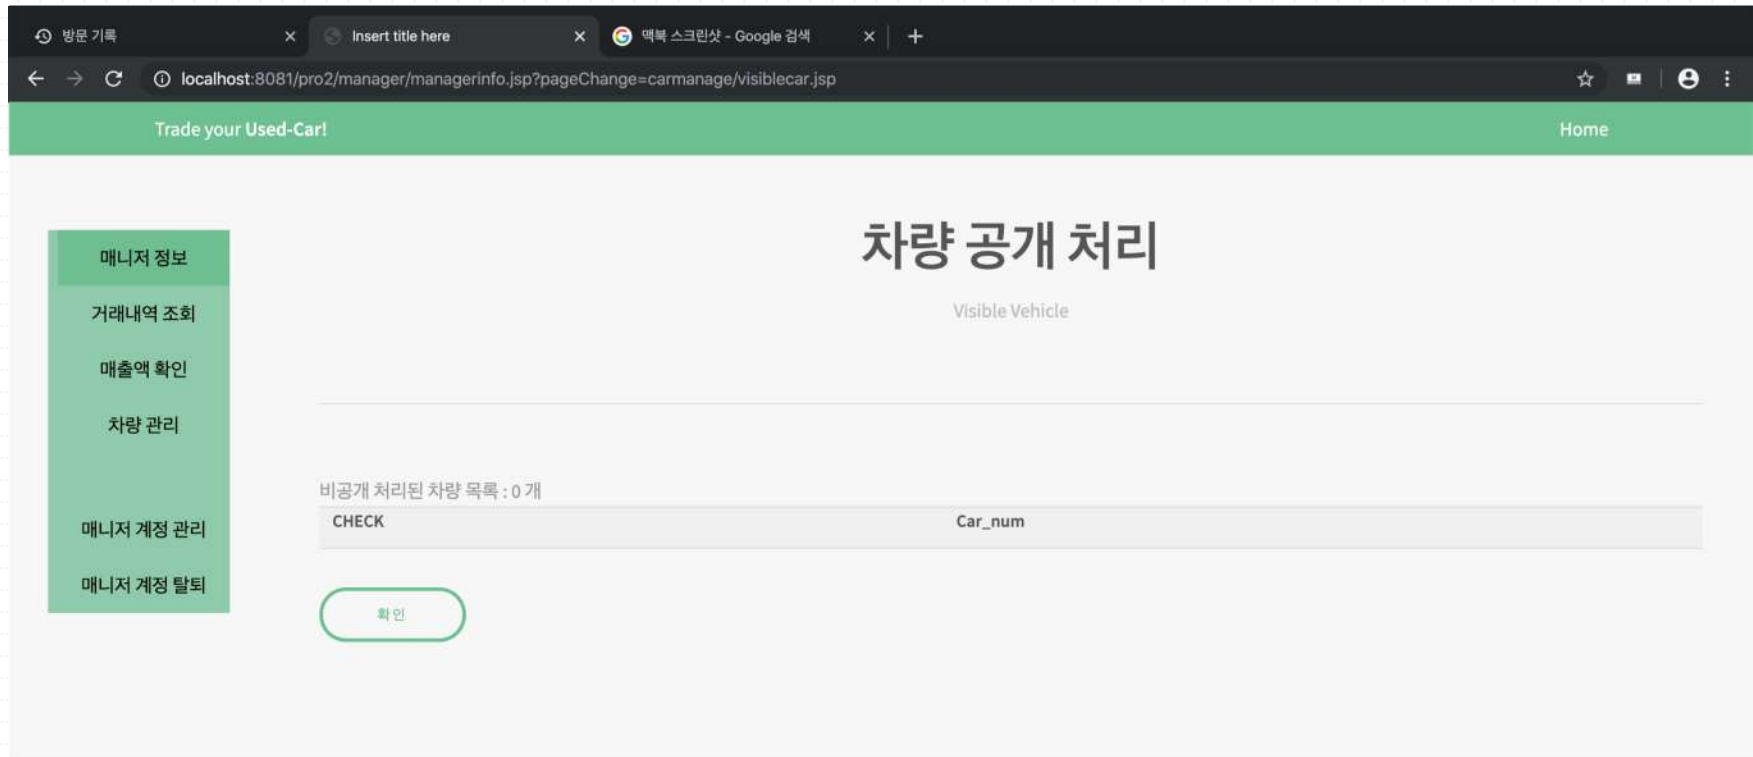 방문 기록
Insert title here
맥북 스크린샷 - Google 검색
localhost:8081/pro2/manager/managerinfo.jsp?pageChange=carmanage/visiblecar.jsp
Trade your Used-Car!
Home
차량 공개 처리
Visible Vehicle
매니저 정보
거래내역 조회
매출액 확인
차량 관리
매니저 계정 관리
매니저 계정 탈퇴
비공개 처리된 차량 목록 : 0 개
CHECK Car_num
확인